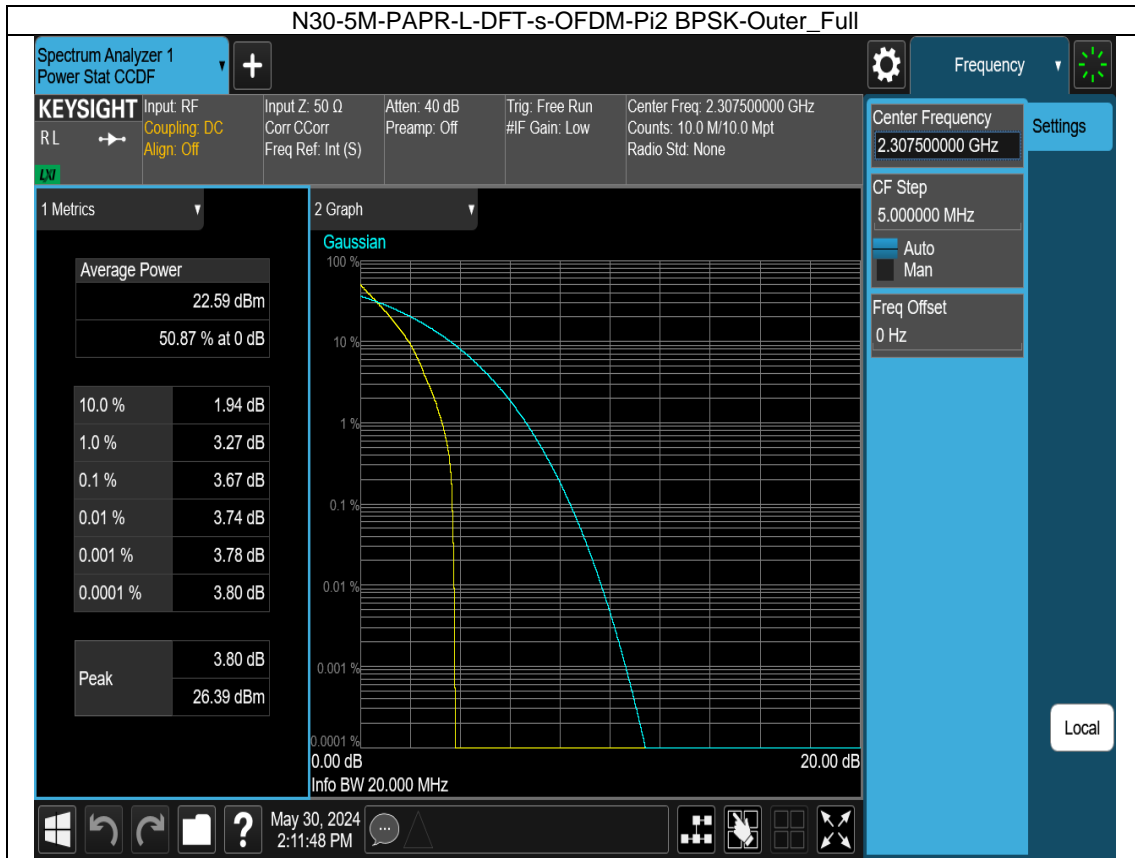 N30-5M-PAPR-L-DFT-s-OFDM-Pi2 BPSK-Outer_Full
Spectrum Analyzer 1
Power Stat CCDF
+
Frequency
KEYSIGHT
R L
LXI
Input: RF
Coupling: DC
Align: Off
Input Z: 50 Ω
Corr CCorr
Freq Ref: Int (S)
Atten: 40 dB
Preamp: Off
Trig: Free Run
#IF Gain: Low
Center Freq: 2.307500000 GHz
Counts: 10.0 M/10.0 Mpt
Radio Std: None
Center Frequency
2.307500000 GHz
Settings
CF Step
5.000000 MHz
Auto
Man
Freq Offset
0 Hz
1 Metrics
Average Power
22.59 dBm
50.87 % at 0 dB
10.0 % 1.94 dB
1.0 % 3.27 dB
0.1 % 3.67 dB
0.01 % 3.74 dB
0.001 % 3.78 dB
0.0001 % 3.80 dB
Peak
3.80 dB
26.39 dBm
2 Graph
Gaussian
100 %
10 %
1 %
0.1 %
0.01 %
0.001 %
0.0001 %
0.00 dB 20.00 dB
Info BW 20.000 MHz
Local
?
May 30, 2024
2:11:48 PM